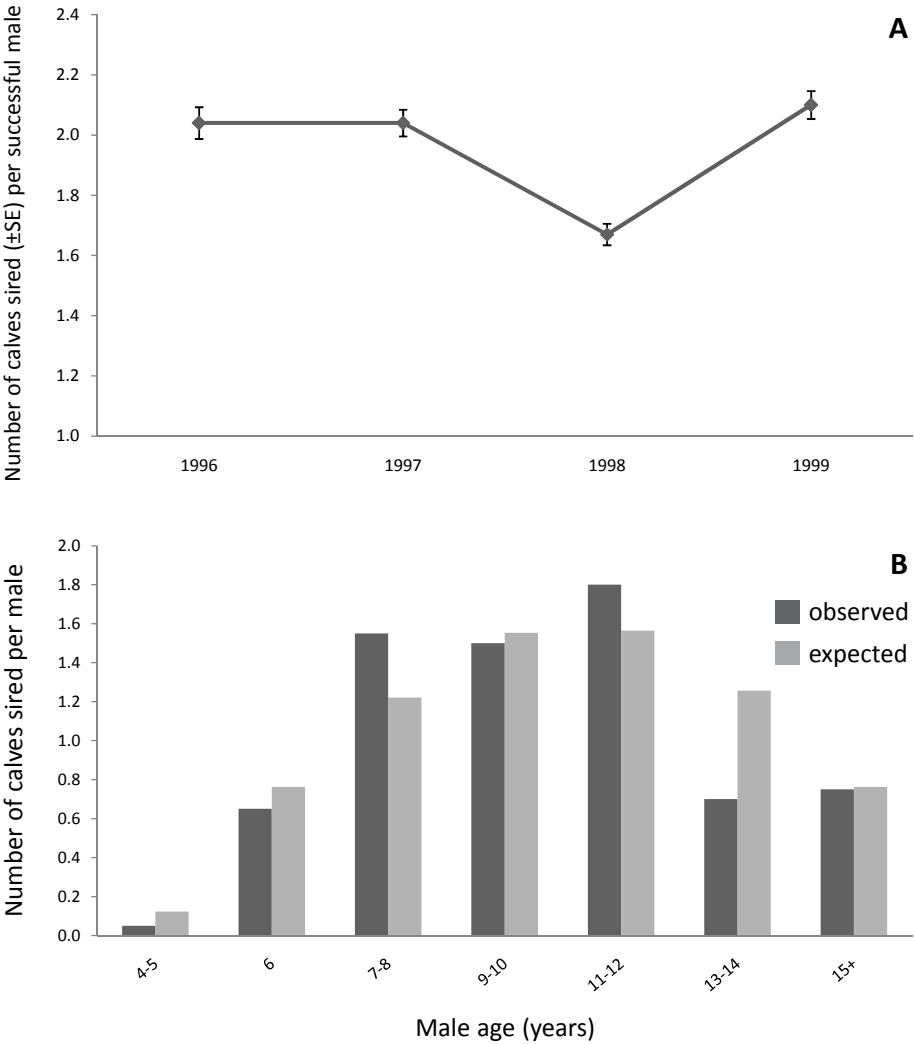 A
Number of calves sired (±SE) per successful male
2.4
2.2
2.0
1.8
1.6
1.4
1.2
1.0
1996 1997 1998 1999
B
Number of calves sired per male
2.0
1.8
1.6
1.4
1.2
1.0
0.8
0.6
0.4
0.2
0.0
observed
expected
4-5 6 7-8 9-10 11-12 13-14 15+
Male age (years)